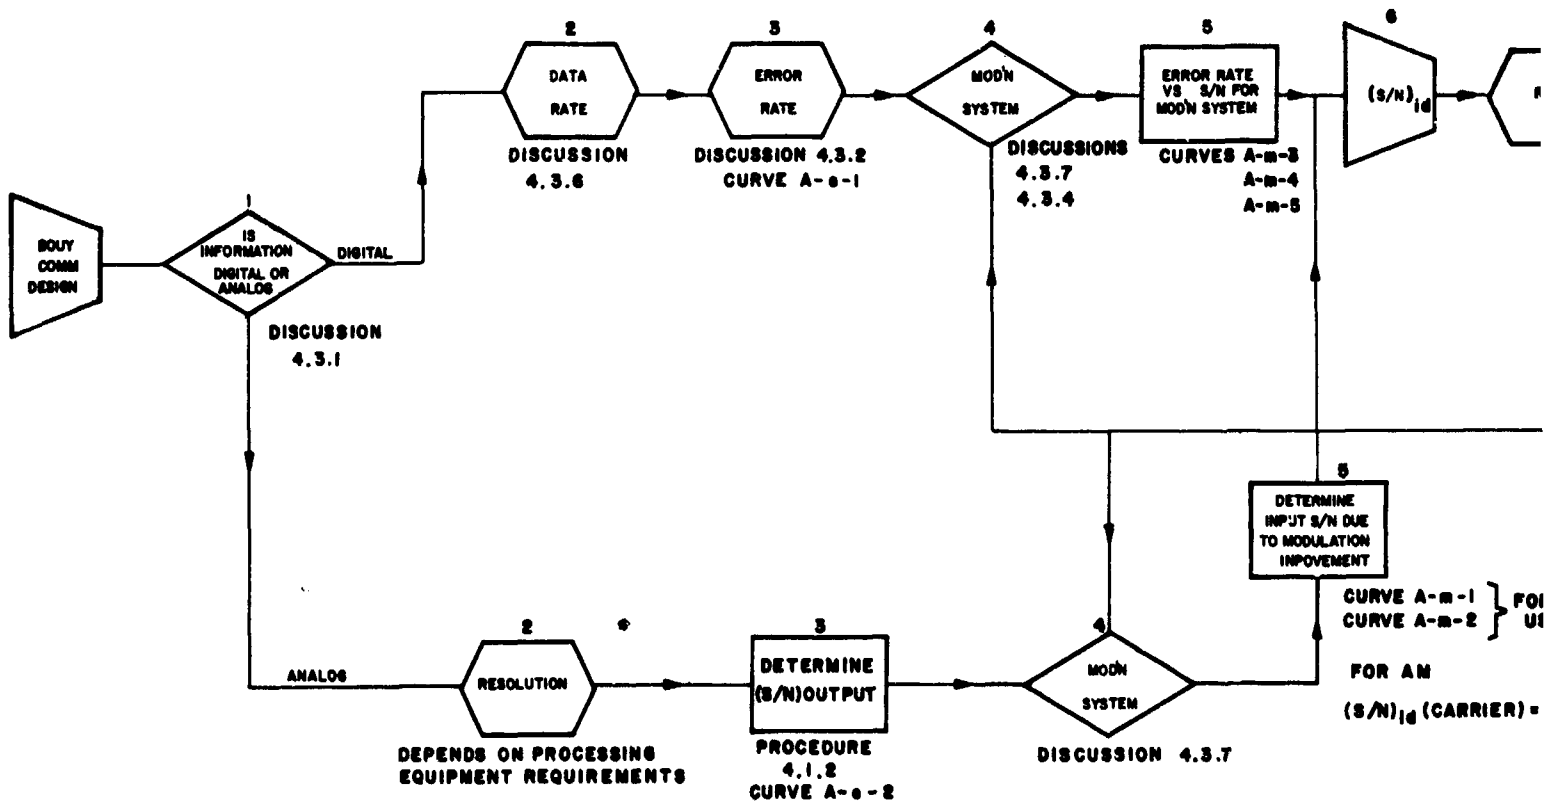 BOUY
COMM
DESIGN
1
IS
INFORMATION
DIGITAL OR
ANALOG
DISCUSSION
4.3.1
DIGITAL
2
DATA
RATE
DISCUSSION
4.3.6
3
ERROR
RATE
DISCUSSION 4.3.2
CURVE A-e-1
4
MOD'N
SYSTEM
DISCUSSIONS
4.3.7
4.3.4
5
ERROR RATE
VS S/N FOR
MOD'N SYSTEM
CURVES A-m-3
A-m-4
A-m-5
6
(S/N)id
ANALOG
2
RESOLUTION
DEPENDS ON PROCESSING
EQUIPMENT REQUIREMENTS
*
3
DETERMINE
(S/N)OUTPUT
PROCEDURE
4.1.2
CURVE A-e-2
4
MOD'N
SYSTEM
DISCUSSION 4.3.7
5
DETERMINE
INPUT S/N DUE
TO MODULATION
INPOVEMENT
CURVE A-m-1
CURVE A-m-2
FOR AM
(S/N)id (CARRIER) =